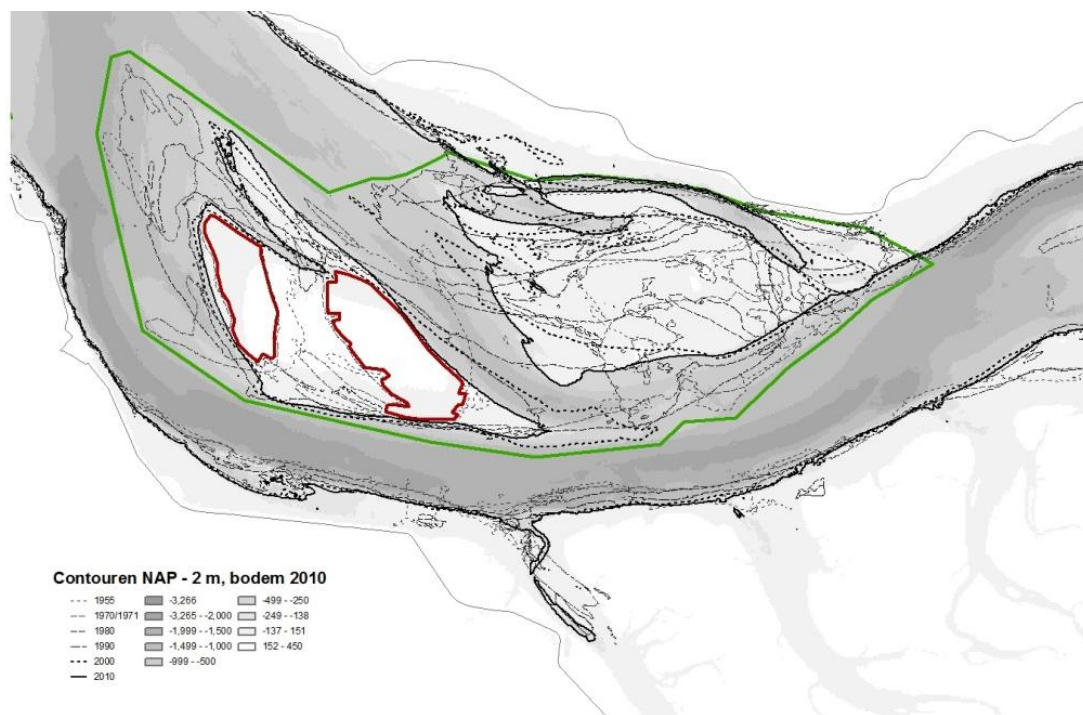 Contouren NAP - 2 m, bodem 2010
1955 -3,266 -499 - -250
1970/1971 -3,265 - -2,000 -249 - -138
1980 -1,999 - -1,500 -137 - 151
1990 -1,499 - -1,000 152 - 450
2000 -999 - -500
2010